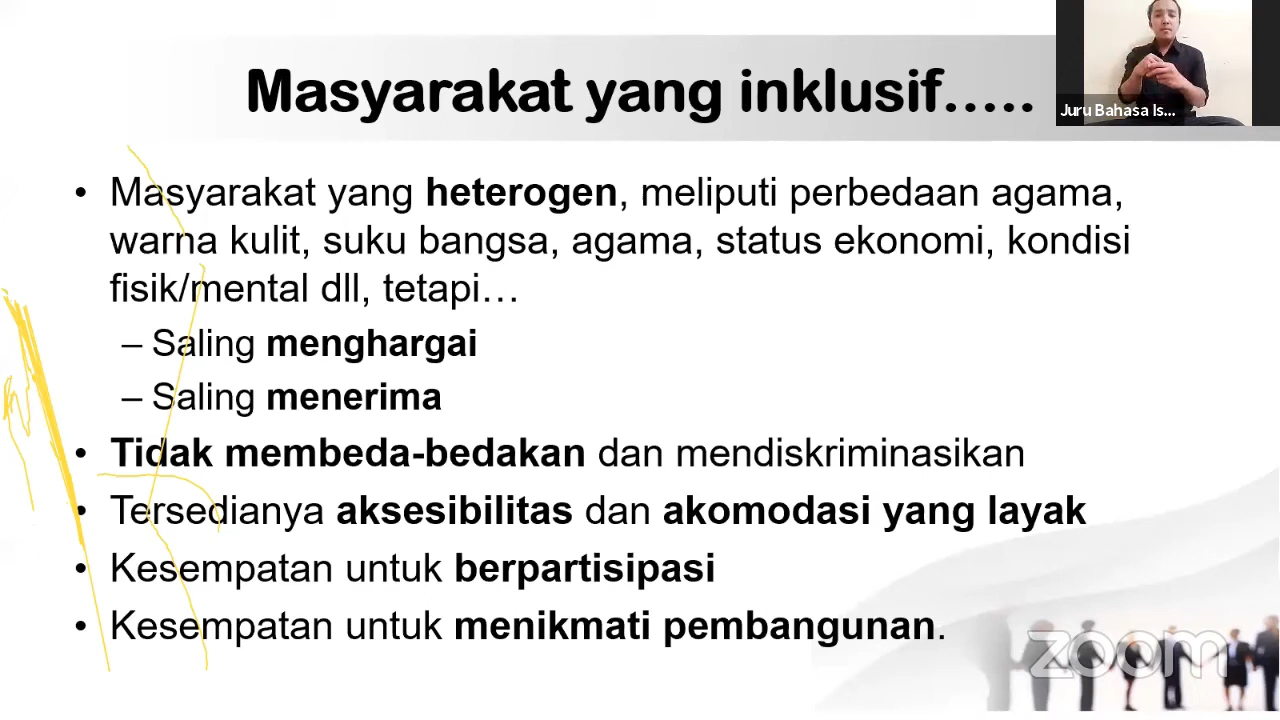 Masyarakat yang inklusif.....
Juru Bahasa Is...
• Masyarakat yang heterogen, meliputi perbedaan agama,
warna kulit, suku bangsa, agama, status ekonomi, kondisi
fisik/mental dll, tetapi…
– Saling menghargai
– Saling menerima
• Tidak membeda-bedakan dan mendiskriminasikan
• Tersedianya aksesibilitas dan akomodasi yang layak
• Kesempatan untuk berpartisipasi
• Kesempatan untuk menikmati pembangunan.
zoom